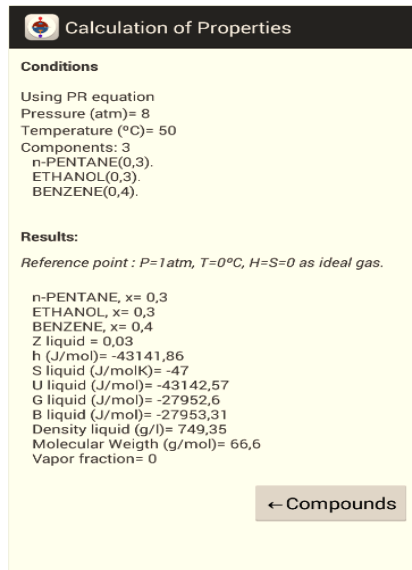 Calculation of Properties
Conditions
Using PR equation
Pressure (atm)= 8
Temperature (ºC)= 50
Components: 3
n-PENTANE(0,3).
ETHANOL(0,3).
BENZENE(0,4).
Results:
Reference point : P=1atm, T=0ºC, H=S=0 as ideal gas.
n-PENTANE, x= 0,3
ETHANOL, x= 0,3
BENZENE, x= 0,4
Z liquid = 0,03
h (J/mol)= -43141,86
S liquid (J/molK)= -47
U liquid (J/mol)= -43142,57
G liquid (J/mol)= -27952,6
B liquid (J/mol)= -27953,31
Density liquid (g/l)= 749,35
Molecular Weigth (g/mol)= 66,6
Vapor fraction= 0
←Compounds